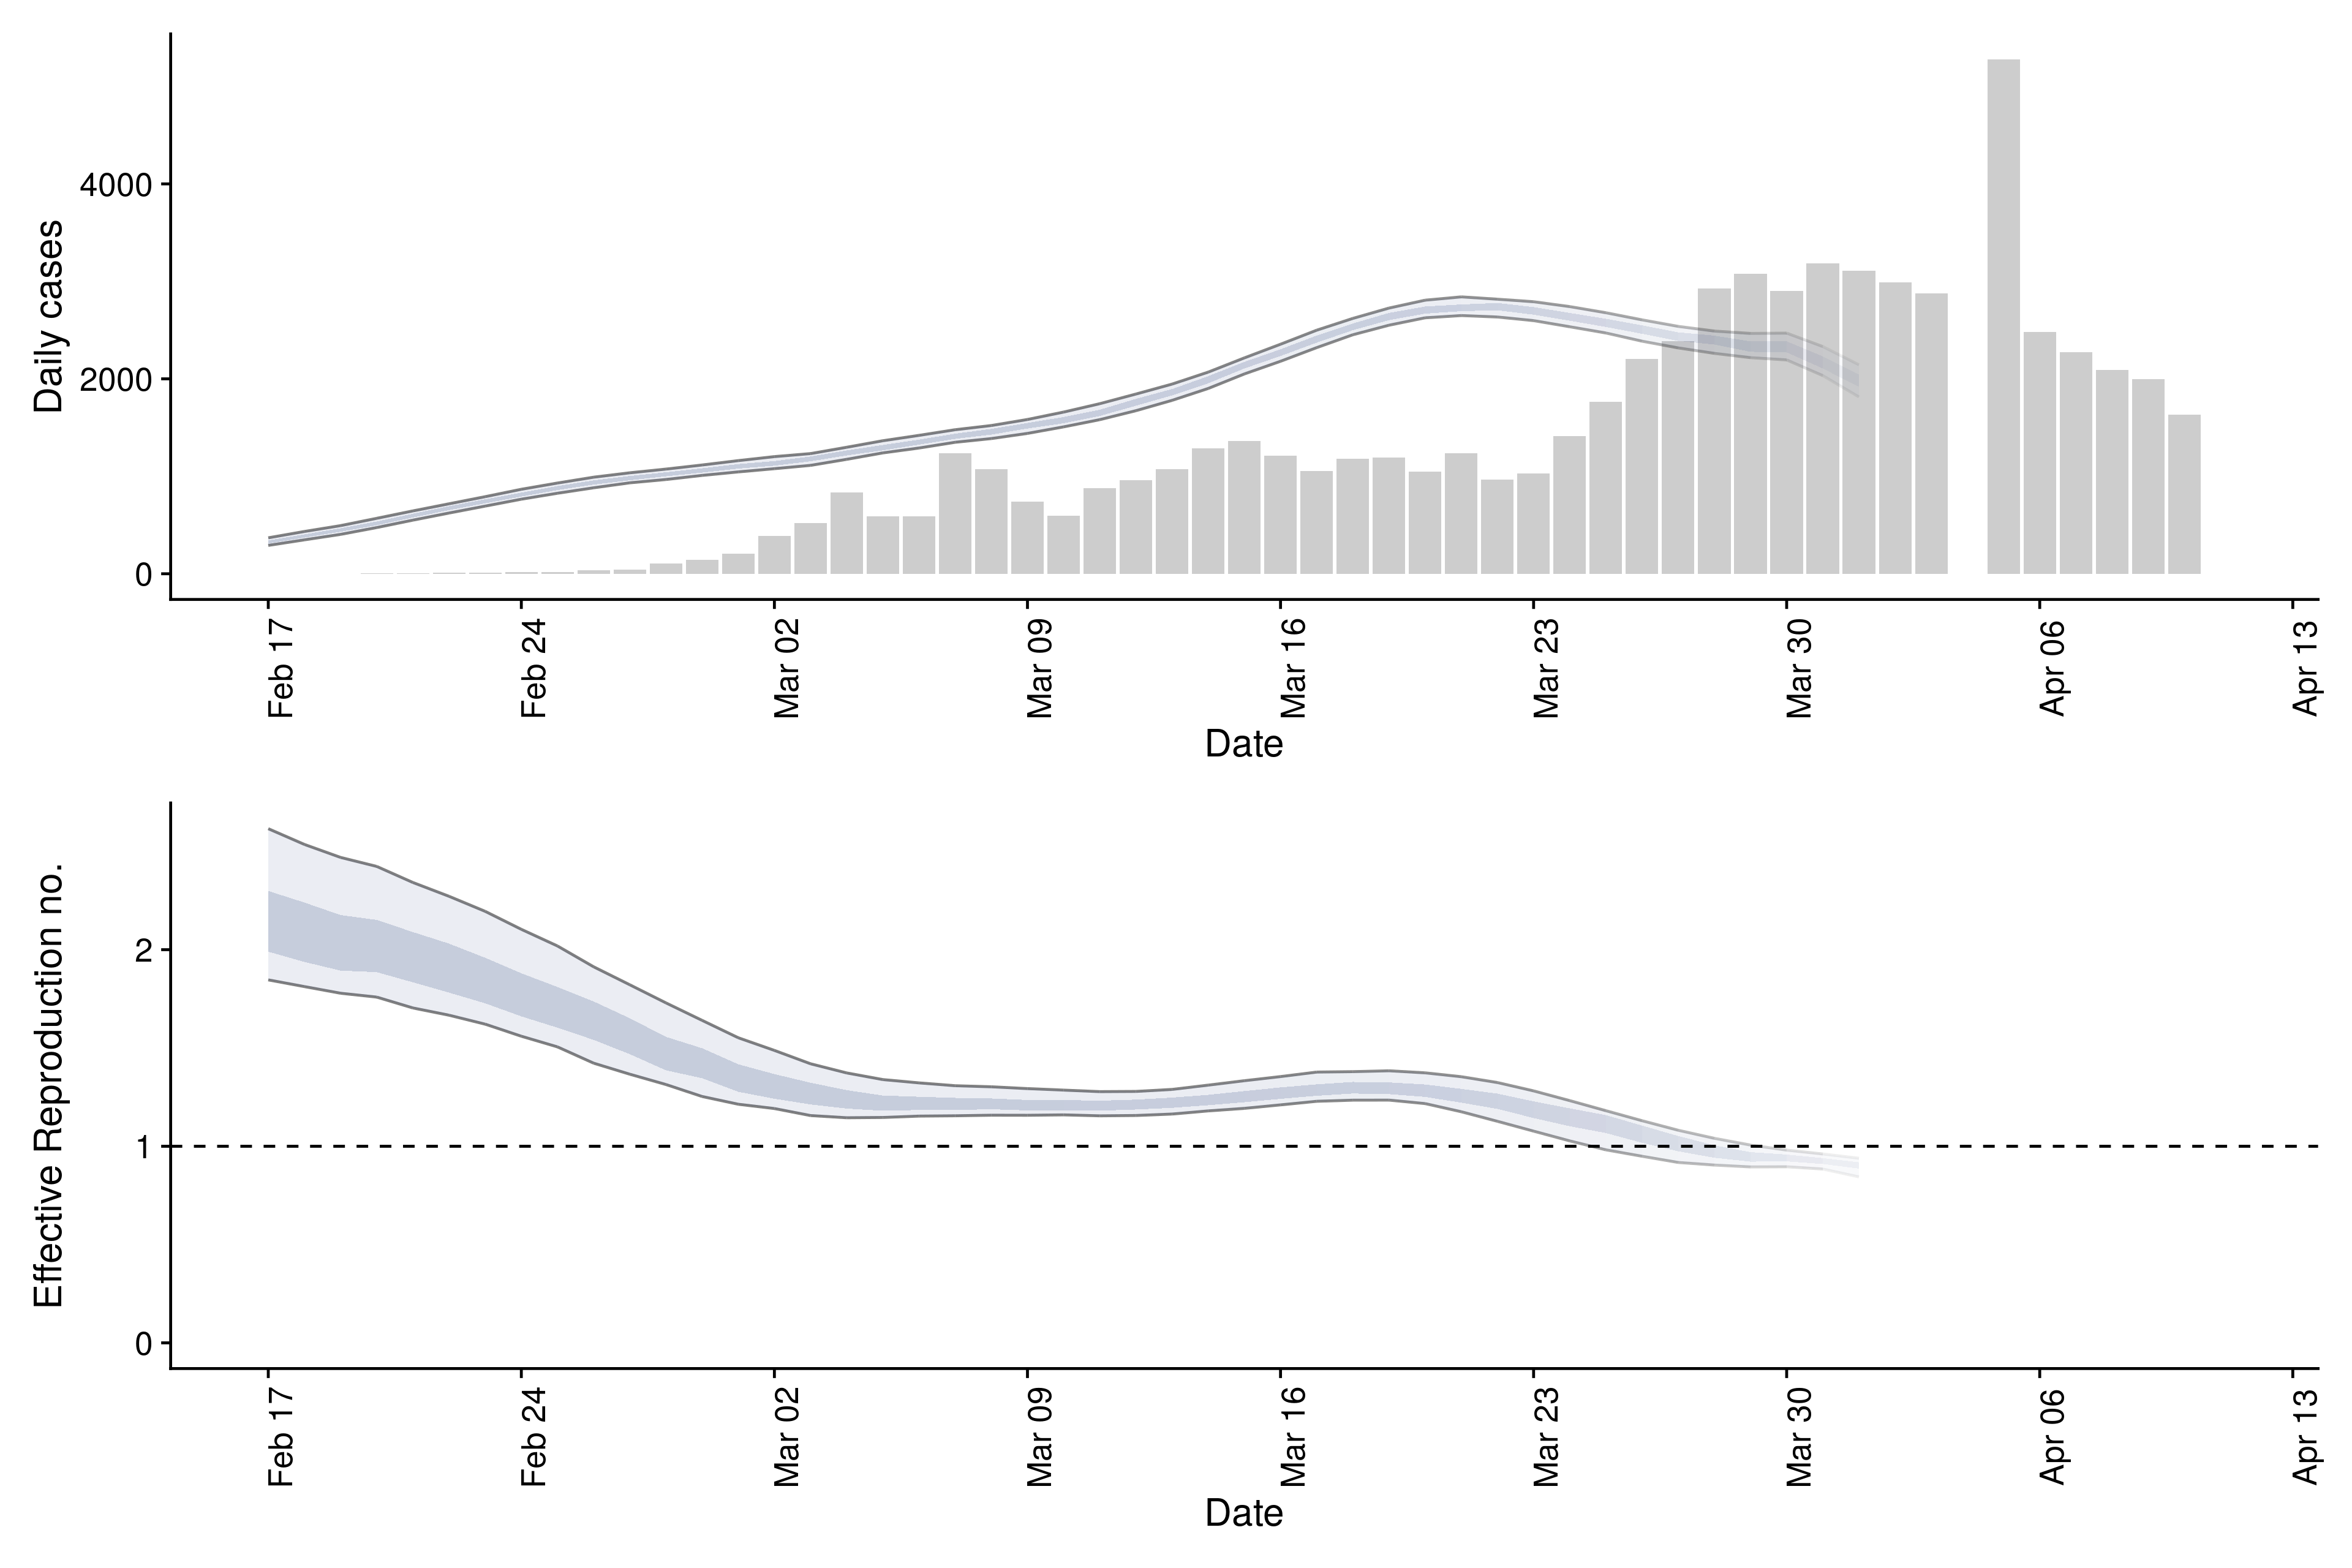 Daily cases
4000
2000
0
Feb 17
Feb 24
Mar 02
Mar 09
Mar 16
Mar 23
Mar 30
Apr 06
Apr 13
Date
Effective Reproduction no.
2
1
0
Feb 17
Feb 24
Mar 02
Mar 09
Mar 16
Mar 23
Mar 30
Apr 06
Apr 13
Date